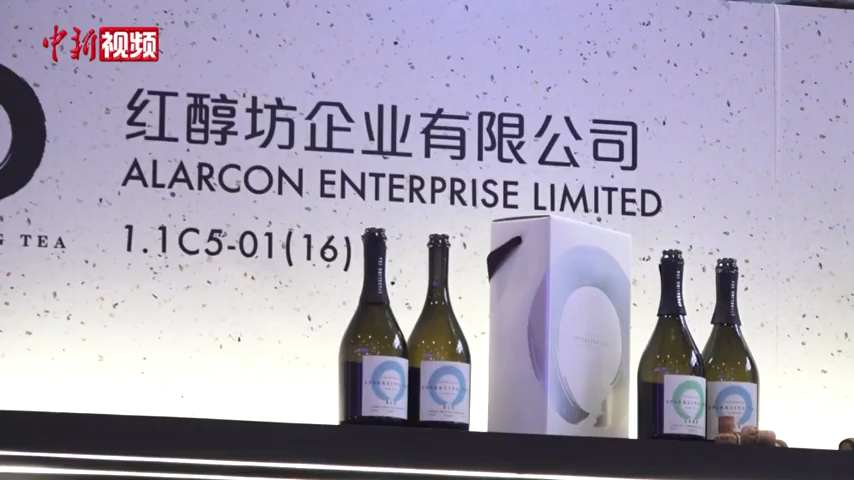 中新视频
红醇坊企业有限公司
ALARCON ENTERPRISE LIMITED
TEA
1.1C5-01(16)